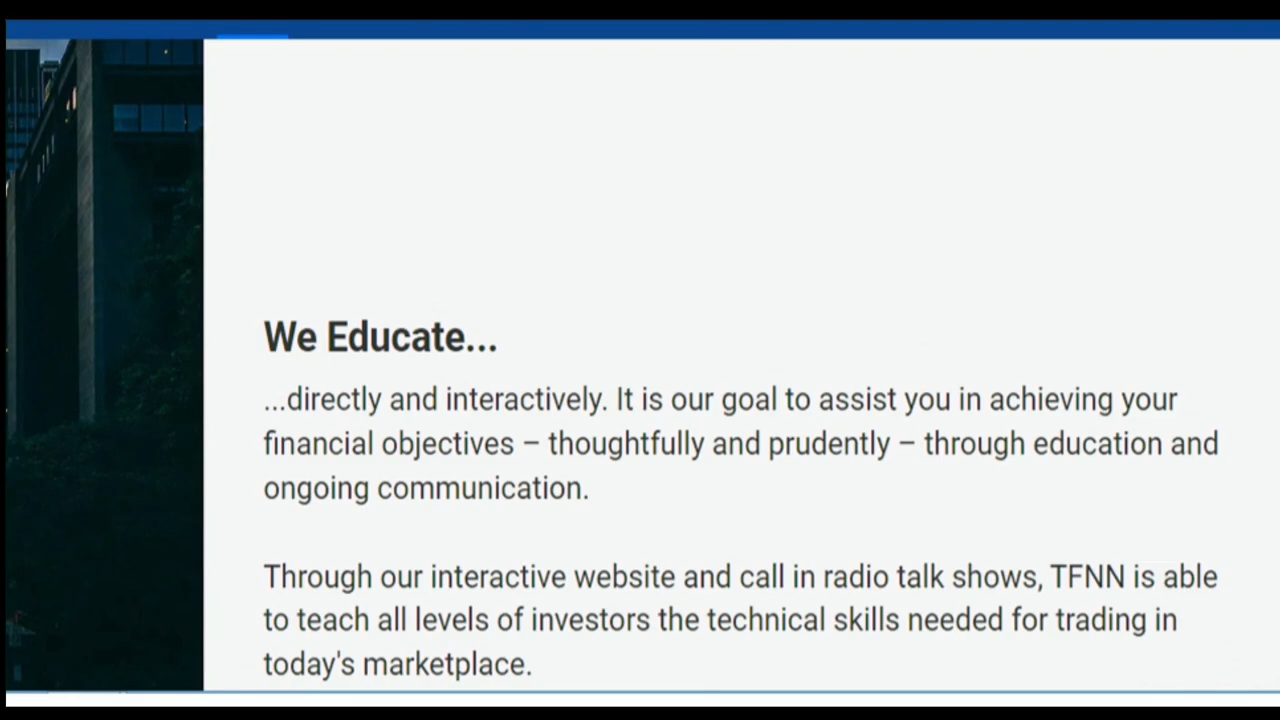 We Educate...
...directly and interactively. It is our goal to assist you in achieving your
financial objectives – thoughtfully and prudently – through education and
ongoing communication.
Through our interactive website and call in radio talk shows, TFNN is able
to teach all levels of investors the technical skills needed for trading in
today's marketplace.